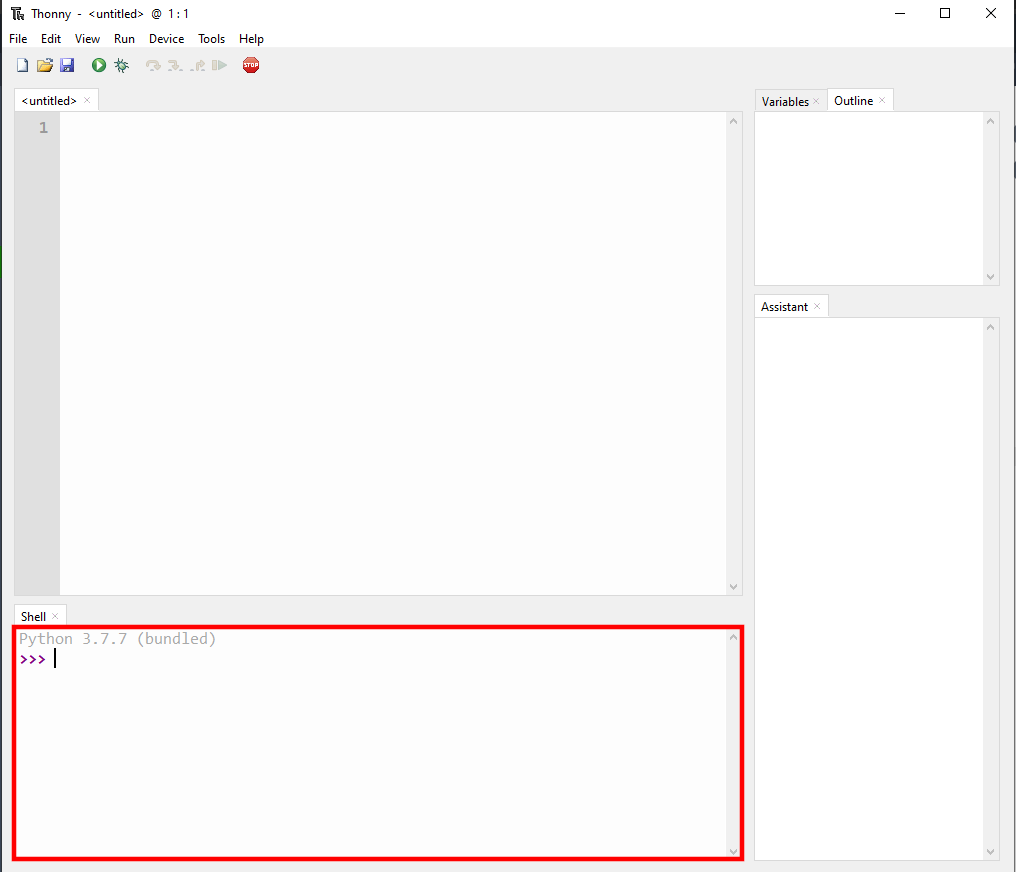 Thonny - <untitled> @ 1:1
File Edit View Run Device Tools Help
STOP
<untitled>
1
Variables Outline
Assistant
Shell
Python 3.7.7 (bundled)
>>>